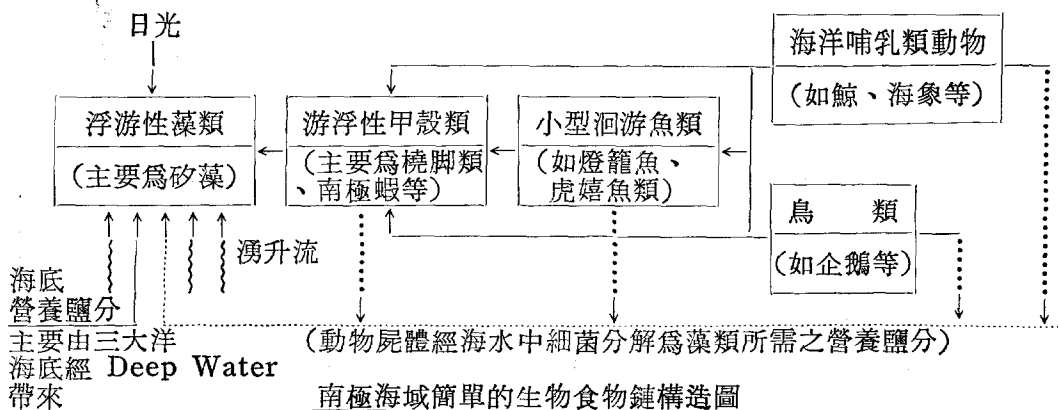 日光
海洋哺乳類動物
(如鯨、海象等)
浮游性藻類
(主要爲矽藻)
游浮性甲殼類
(主要爲橈脚類
、南極蝦等)
小型洄游魚類
(如燈籠魚、
虎嬉魚類)
鳥 類
(如企鵝等)
湧升流
海底
營養鹽分
主要由三大洋
海底經 Deep Water
帶來
(動物屍體經海水中細菌分解爲藻類所需之營養鹽分)
南極海域簡單的生物食物鏈構造圖